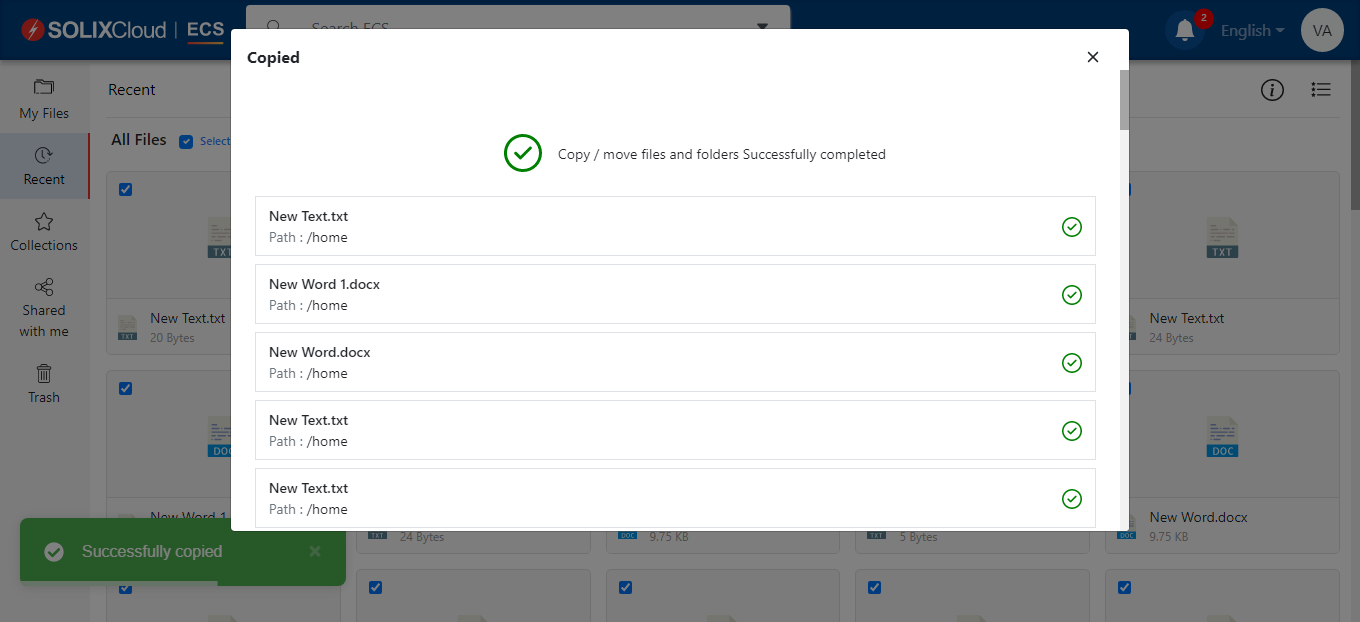 SOLIXCloud | ECS
Search ECS
2
English
VA
Copied
My Files
Recent
Collections
Shared
with me
Trash
Recent
All Files
Select
Copy / move files and folders Successfully completed
New Text.txt
Path : /home
New Word 1.docx
Path : /home
New Word.docx
Path : /home
New Text.txt
Path : /home
New Text.txt
Path : /home
TXT
TXT
TXT
New Text.txt
20 Bytes
New Text.txt
24 Bytes
DOC
DOC
New Word 1.
TXT
24 Bytes
DOC
9.75 KB
TXT
5 Bytes
DOC
New Word.docx
9.75 KB
Successfully copied